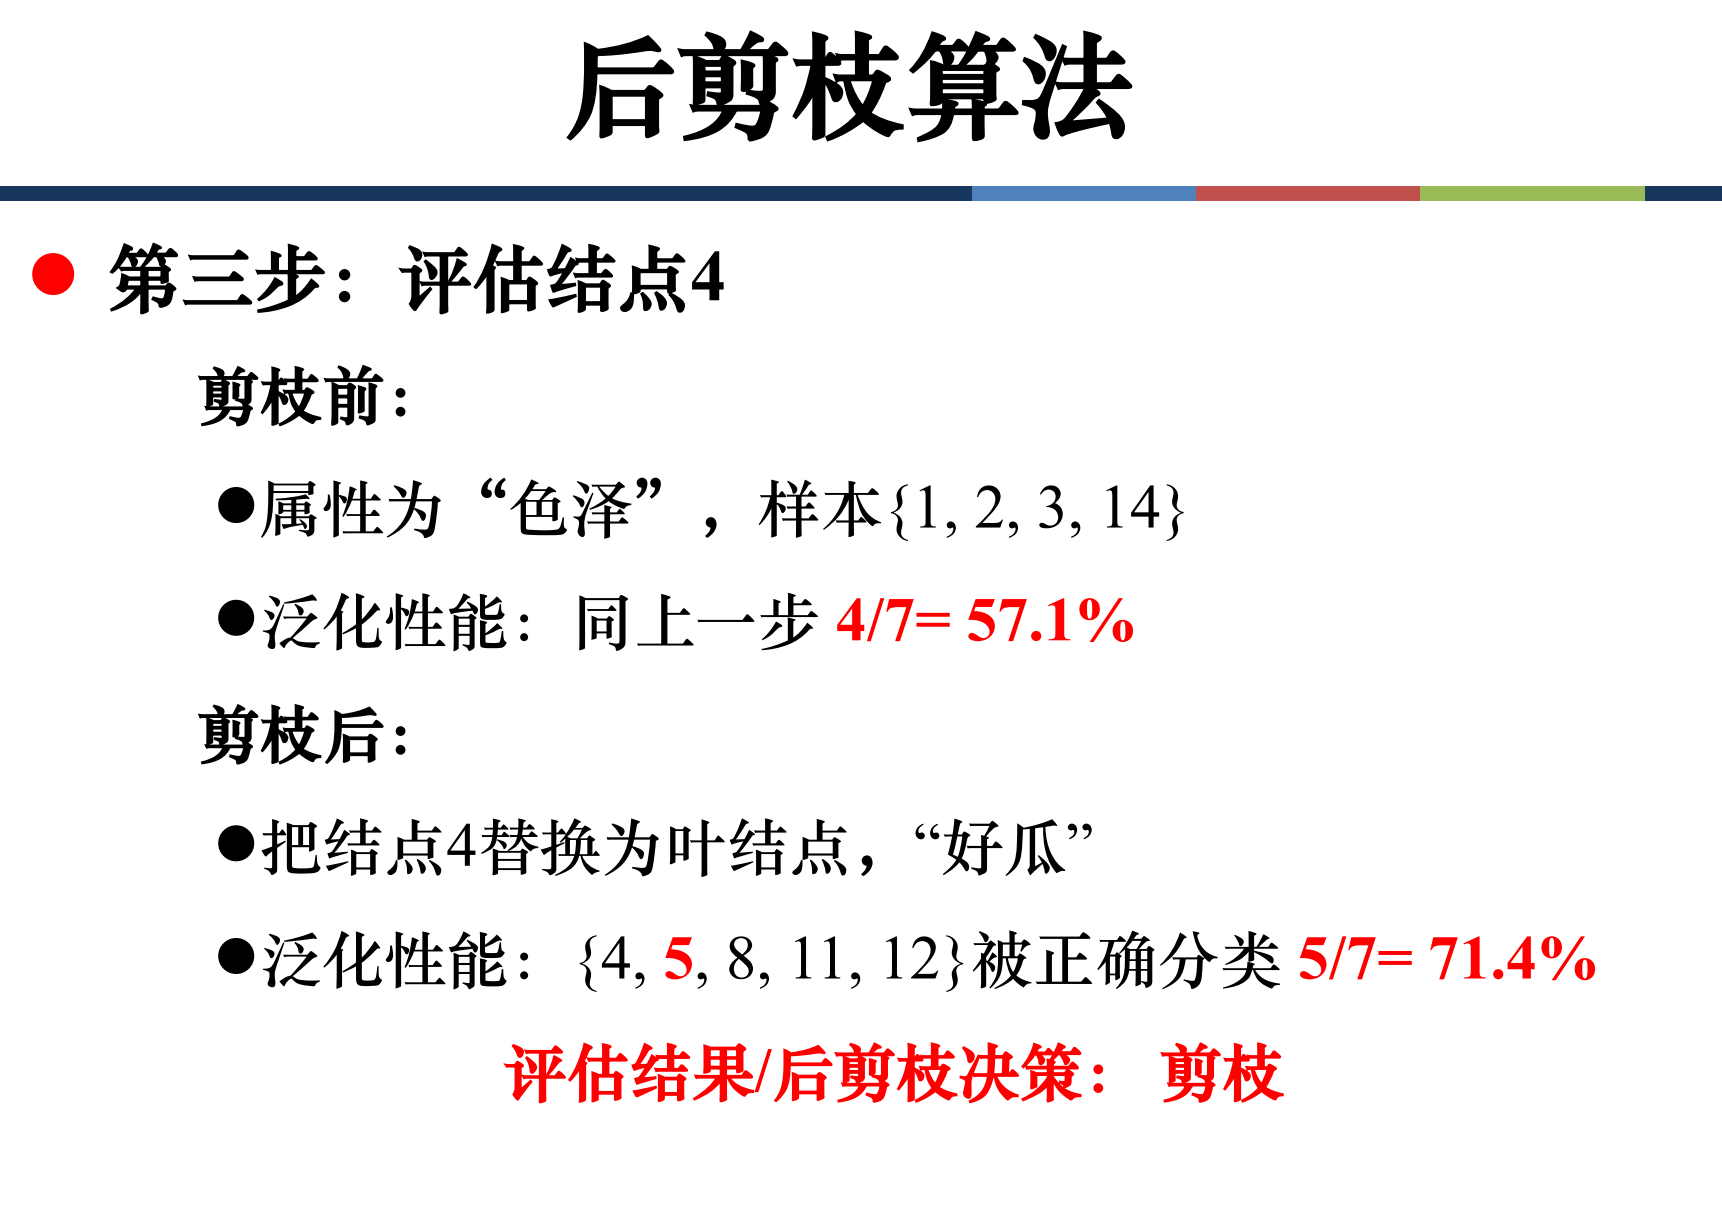 后剪枝算法
第三步：评估结点4
剪枝前：
●属性为“色泽”，样本{1, 2, 3, 14}
●泛化性能：同上一步 4/7= 57.1%
剪枝后：
●把结点4替换为叶结点，“好瓜”
●泛化性能：{4, 5, 8, 11, 12}被正确分类 5/7= 71.4%
评估结果/后剪枝决策： 剪枝